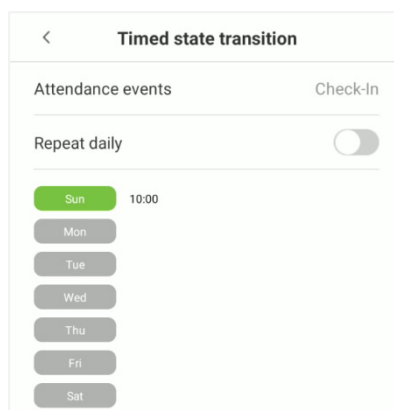 Timed state transition
Attendance events Check-In
Repeat daily
Sun 10:00
Mon
Tue
Wed
Thu
Fri
Sat